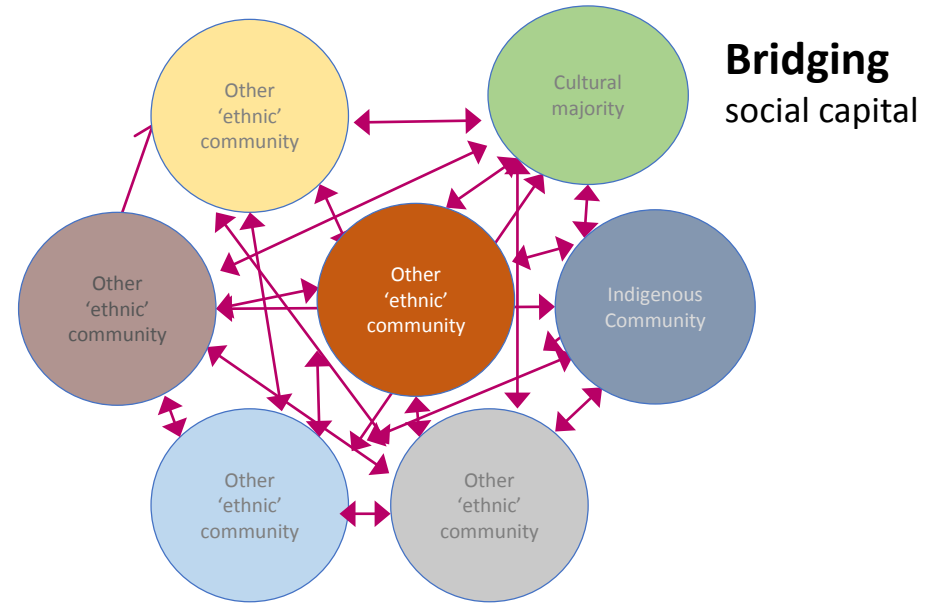 Bridging
social capital
Other
‘ethnic’
community
Cultural
majority
Other
‘ethnic’
community
Other
‘ethnic’
community
Indigenous
Community
Other
‘ethnic’
community
Other
‘ethnic’
community